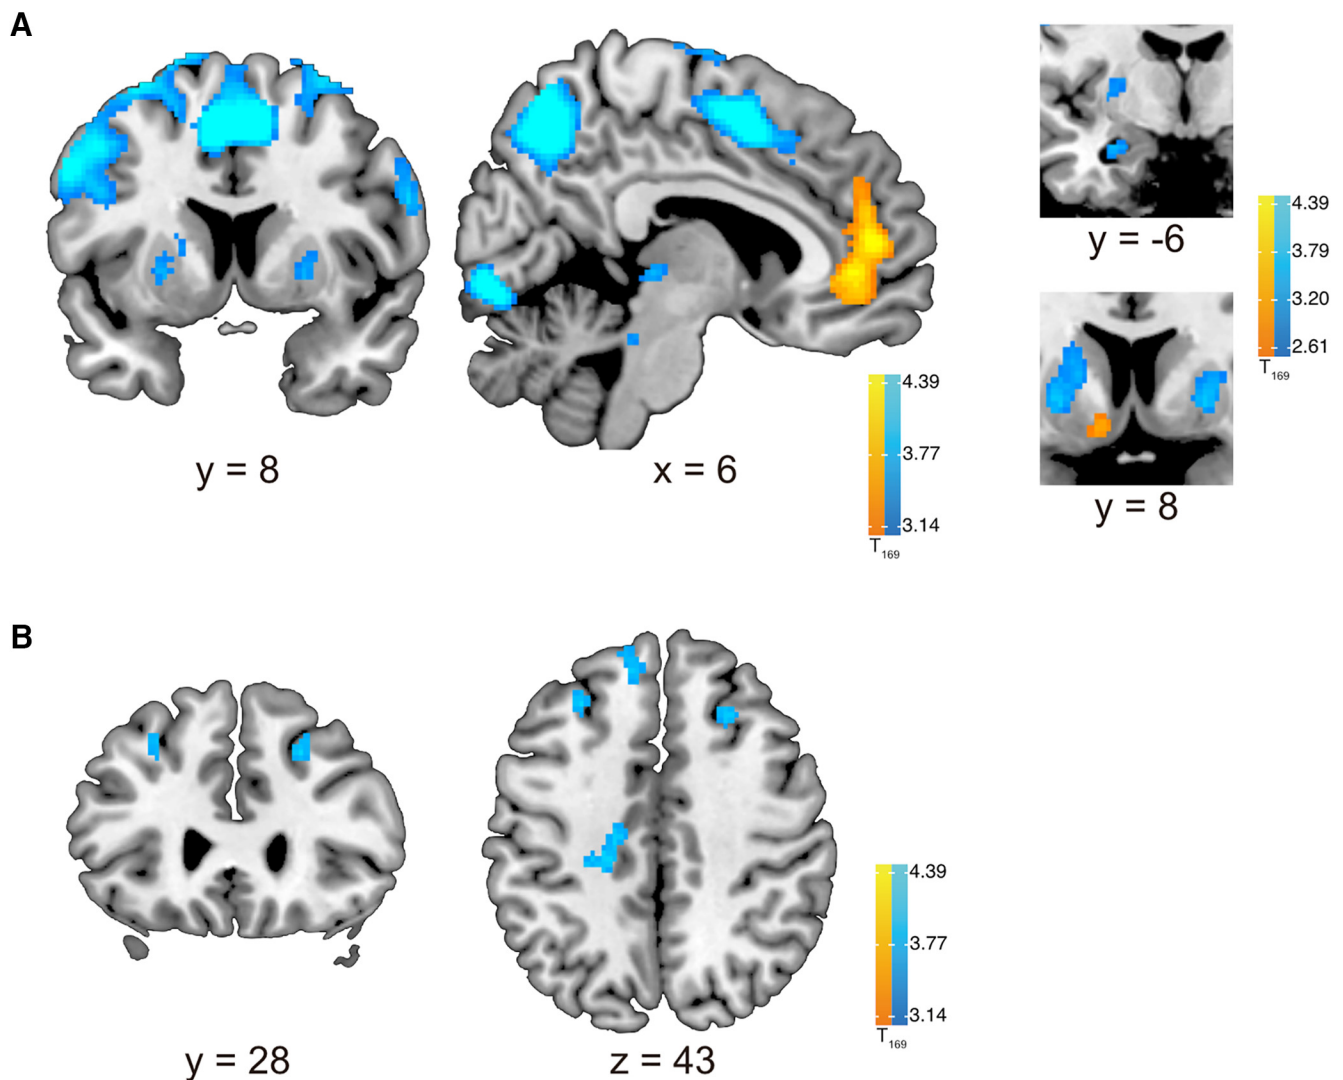 A
y = 8
x = 6
4.39
3.77
3.14
T169
y = -6
4.39
3.79
3.20
2.61
T169
y = 8
B
y = 28
z = 43
4.39
3.77
3.14
T169